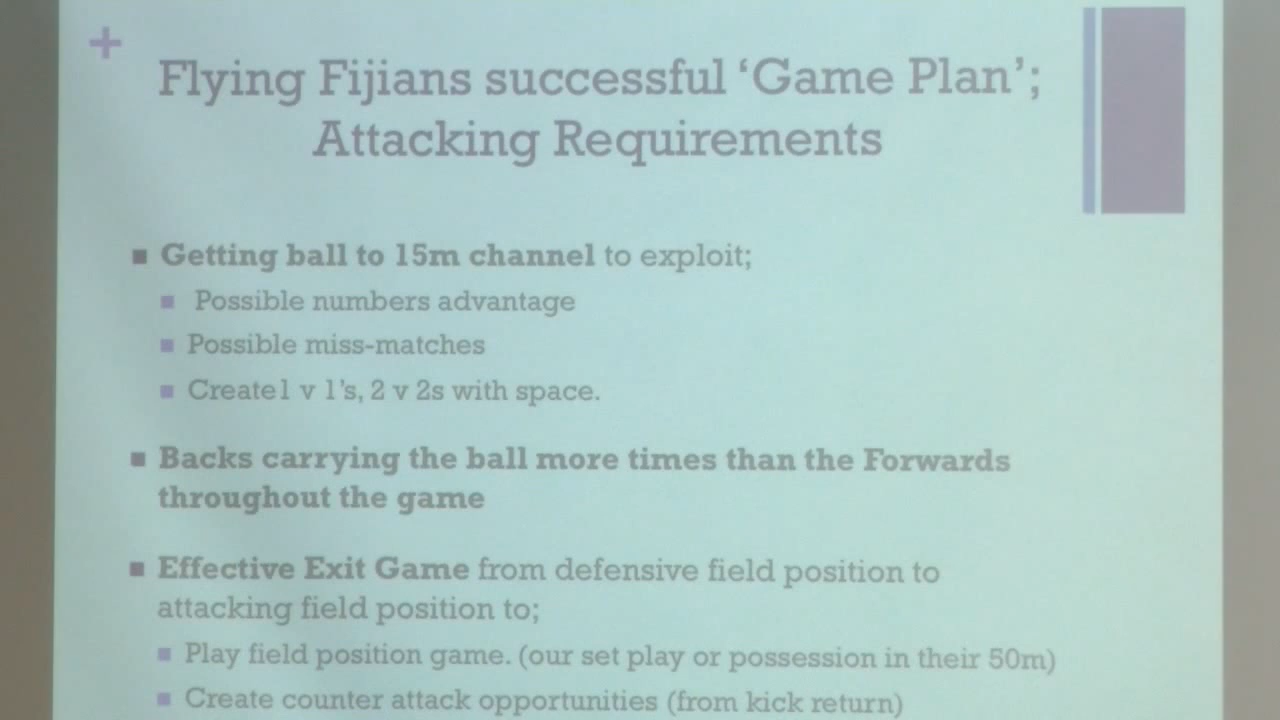 +
Flying Fijians successful ‘Game Plan’;
Attacking Requirements
■ Getting ball to 15m channel to exploit;
■ Possible numbers advantage
■ Possible miss-matches
■ Create1 v 1’s, 2 v 2s with space.
■ Backs carrying the ball more times than the Forwards
throughout the game
■ Effective Exit Game from defensive field position to
attacking field position to;
■ Play field position game. (our set play or possession in their 50m)
■ Create counter attack opportunities (from kick return)